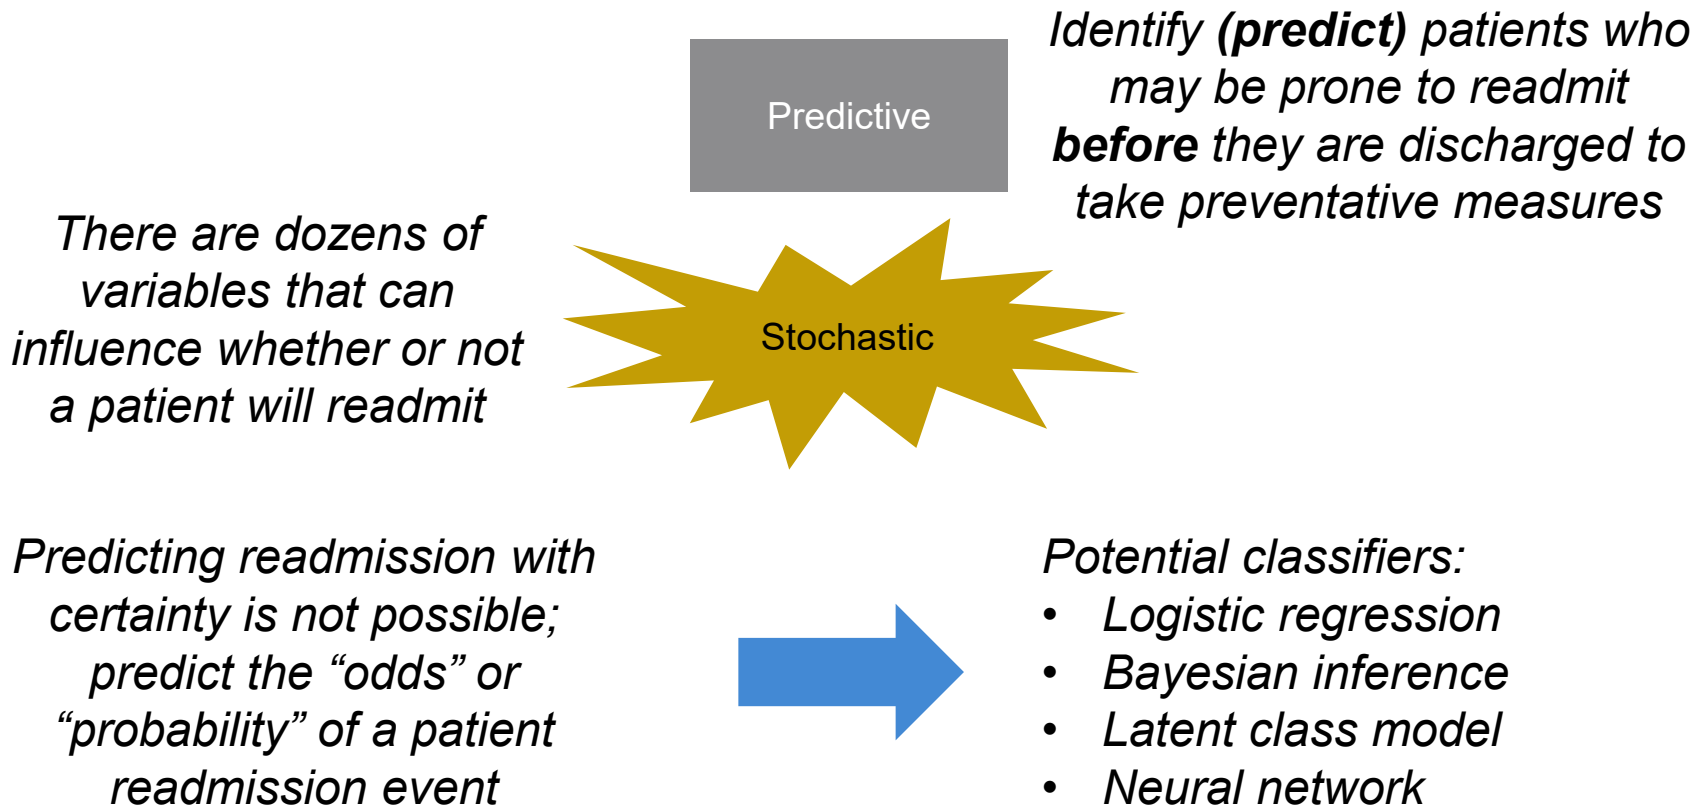 Predictive
Identify (predict) patients who
may be prone to readmit
before they are discharged to
take preventative measures
There are dozens of
variables that can
influence whether or not
a patient will readmit
Stochastic
Predicting readmission with
certainty is not possible;
predict the “odds” or
“probability” of a patient
readmission event
Potential classifiers:
• Logistic regression
• Bayesian inference
• Latent class model
• Neural network